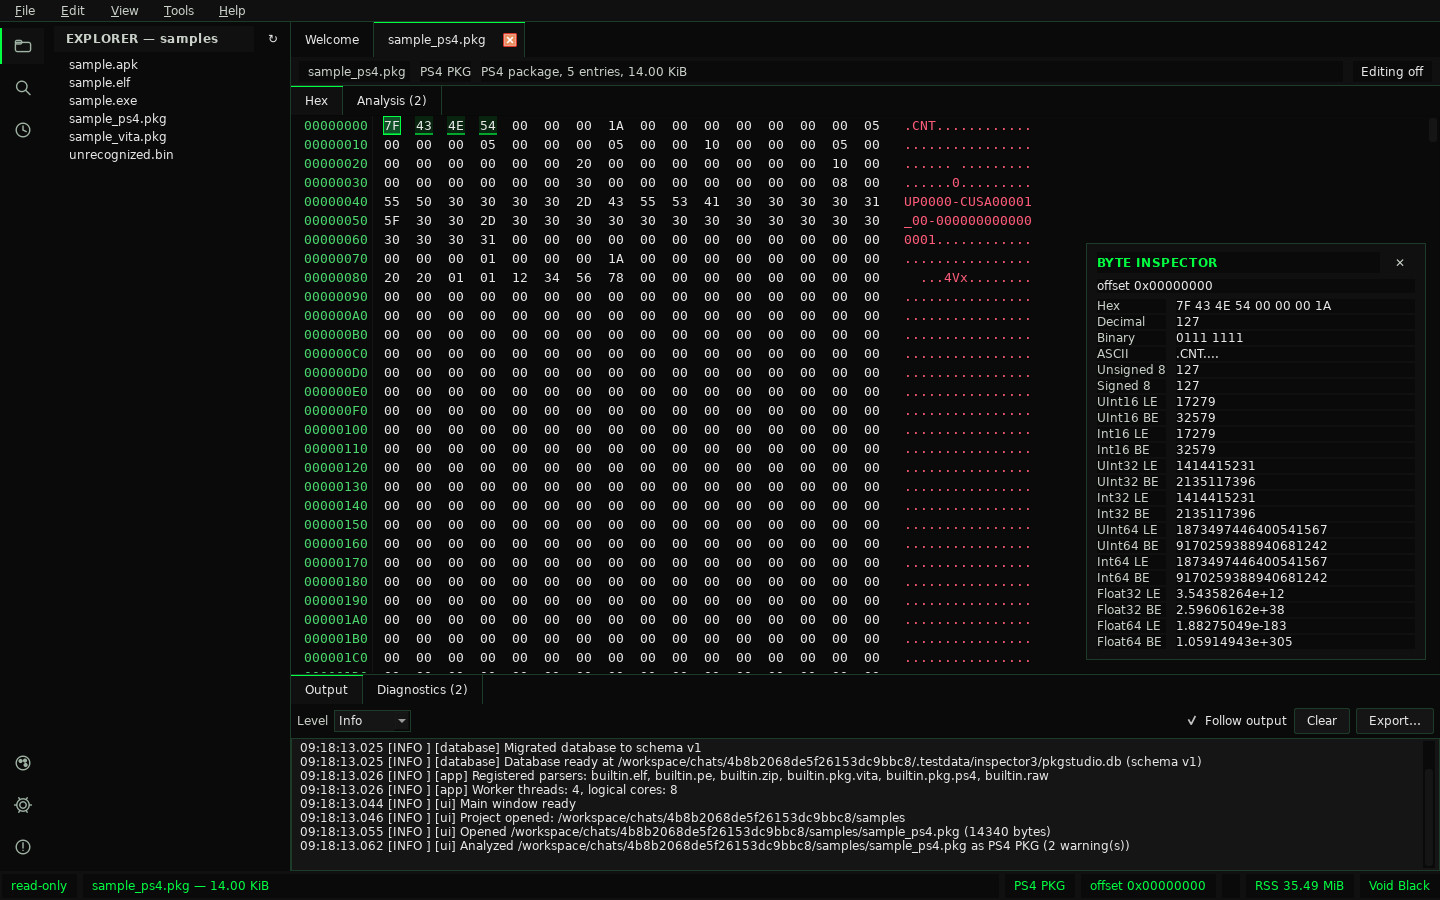 File Edit View Tools Help
EXPLORER — samples ↻
sample.apk
sample.elf
sample.exe
sample_ps4.pkg
sample_vita.pkg
unrecognized.bin
Welcome sample_ps4.pkg
sample_ps4.pkg PS4 PKG PS4 package, 5 entries, 14.00 KiB Editing off
Hex Analysis (2)
00000000 7F 43 4E 54 00 00 00 1A 00 00 00 00 00 00 00 05 .CNT............
00000010 00 00 00 05 00 00 00 05 00 00 10 00 00 00 05 00 ................
00000020 00 00 00 00 00 00 20 00 00 00 00 00 00 00 10 00 ...... .........
00000030 00 00 00 00 00 00 30 00 00 00 00 00 00 00 08 00 ......0.........
00000040 55 50 30 30 30 30 2D 43 55 53 41 30 30 30 30 31 UP0000-CUSA00001
00000050 5F 30 30 2D 30 30 30 30 30 30 30 30 30 30 30 30 _00-000000000000
00000060 30 30 30 31 00 00 00 00 00 00 00 00 00 00 00 00 0001............
00000070 00 00 00 01 00 00 00 1A 00 00 00 00 00 00 00 00 ................
00000080 20 20 01 01 12 34 56 78 00 00 00 00 00 00 00 00   ...4Vx........
00000090 00 00 00 00 00 00 00 00 00 00 00 00 00 00 00 00 ................
000000A0 00 00 00 00 00 00 00 00 00 00 00 00 00 00 00 00 ................
000000B0 00 00 00 00 00 00 00 00 00 00 00 00 00 00 00 00 ................
000000C0 00 00 00 00 00 00 00 00 00 00 00 00 00 00 00 00 ................
000000D0 00 00 00 00 00 00 00 00 00 00 00 00 00 00 00 00 ................
000000E0 00 00 00 00 00 00 00 00 00 00 00 00 00 00 00 00 ................
000000F0 00 00 00 00 00 00 00 00 00 00 00 00 00 00 00 00 ................
00000100 00 00 00 00 00 00 00 00 00 00 00 00 00 00 00 00 ................
00000110 00 00 00 00 00 00 00 00 00 00 00 00 00 00 00 00 ................
00000120 00 00 00 00 00 00 00 00 00 00 00 00 00 00 00 00 ................
00000130 00 00 00 00 00 00 00 00 00 00 00 00 00 00 00 00 ................
00000140 00 00 00 00 00 00 00 00 00 00 00 00 00 00 00 00 ................
00000150 00 00 00 00 00 00 00 00 00 00 00 00 00 00 00 00 ................
00000160 00 00 00 00 00 00 00 00 00 00 00 00 00 00 00 00 ................
00000170 00 00 00 00 00 00 00 00 00 00 00 00 00 00 00 00 ................
00000180 00 00 00 00 00 00 00 00 00 00 00 00 00 00 00 00 ................
00000190 00 00 00 00 00 00 00 00 00 00 00 00 00 00 00 00 ................
000001A0 00 00 00 00 00 00 00 00 00 00 00 00 00 00 00 00 ................
000001B0 00 00 00 00 00 00 00 00 00 00 00 00 00 00 00 00 ................
000001C0 00 00 00 00 00 00 00 00 00 00 00 00 00 00 00 00 ................
BYTE INSPECTOR ×
offset 0x00000000
Hex 7F 43 4E 54 00 00 00 1A
Decimal 127
Binary 0111 1111
ASCII .CNT....
Unsigned 8 127
Signed 8 127
UInt16 LE 17279
UInt16 BE 32579
Int16 LE 17279
Int16 BE 32579
UInt32 LE 1414415231
UInt32 BE 2135117396
Int32 LE 1414415231
Int32 BE 2135117396
UInt64 LE 1873497446400541567
UInt64 BE 9170259388940681242
Int64 LE 1873497446400541567
Int64 BE 9170259388940681242
Float32 LE 3.54358264e+12
Float32 BE 2.59606162e+38
Float64 LE 1.88275049e-183
Float64 BE 1.05914943e+305
Output Diagnostics (2)
Level Info ✓ Follow output Clear Export...
09:18:13.025 [INFO ] [database] Migrated database to schema v1
09:18:13.025 [INFO ] [database] Database ready at /workspace/chats/4b8b2068de5f26153dc9bbc8/.testdata/inspector3/pkgstudio.db (schema v1)
09:18:13.026 [INFO ] [app] Registered parsers: builtin.elf, builtin.pe, builtin.zip, builtin.pkg.vita, builtin.pkg.ps4, builtin.raw
09:18:13.026 [INFO ] [app] Worker threads: 4, logical cores: 8
09:18:13.044 [INFO ] [ui] Main window ready
09:18:13.046 [INFO ] [ui] Project opened: /workspace/chats/4b8b2068de5f26153dc9bbc8/samples
09:18:13.055 [INFO ] [ui] Opened /workspace/chats/4b8b2068de5f26153dc9bbc8/samples/sample_ps4.pkg (14340 bytes)
09:18:13.062 [INFO ] [ui] Analyzed /workspace/chats/4b8b2068de5f26153dc9bbc8/samples/sample_ps4.pkg as PS4 PKG (2 warning(s))
read-only sample_ps4.pkg — 14.00 KiB PS4 PKG offset 0x00000000 RSS 35.49 MiB Void Black